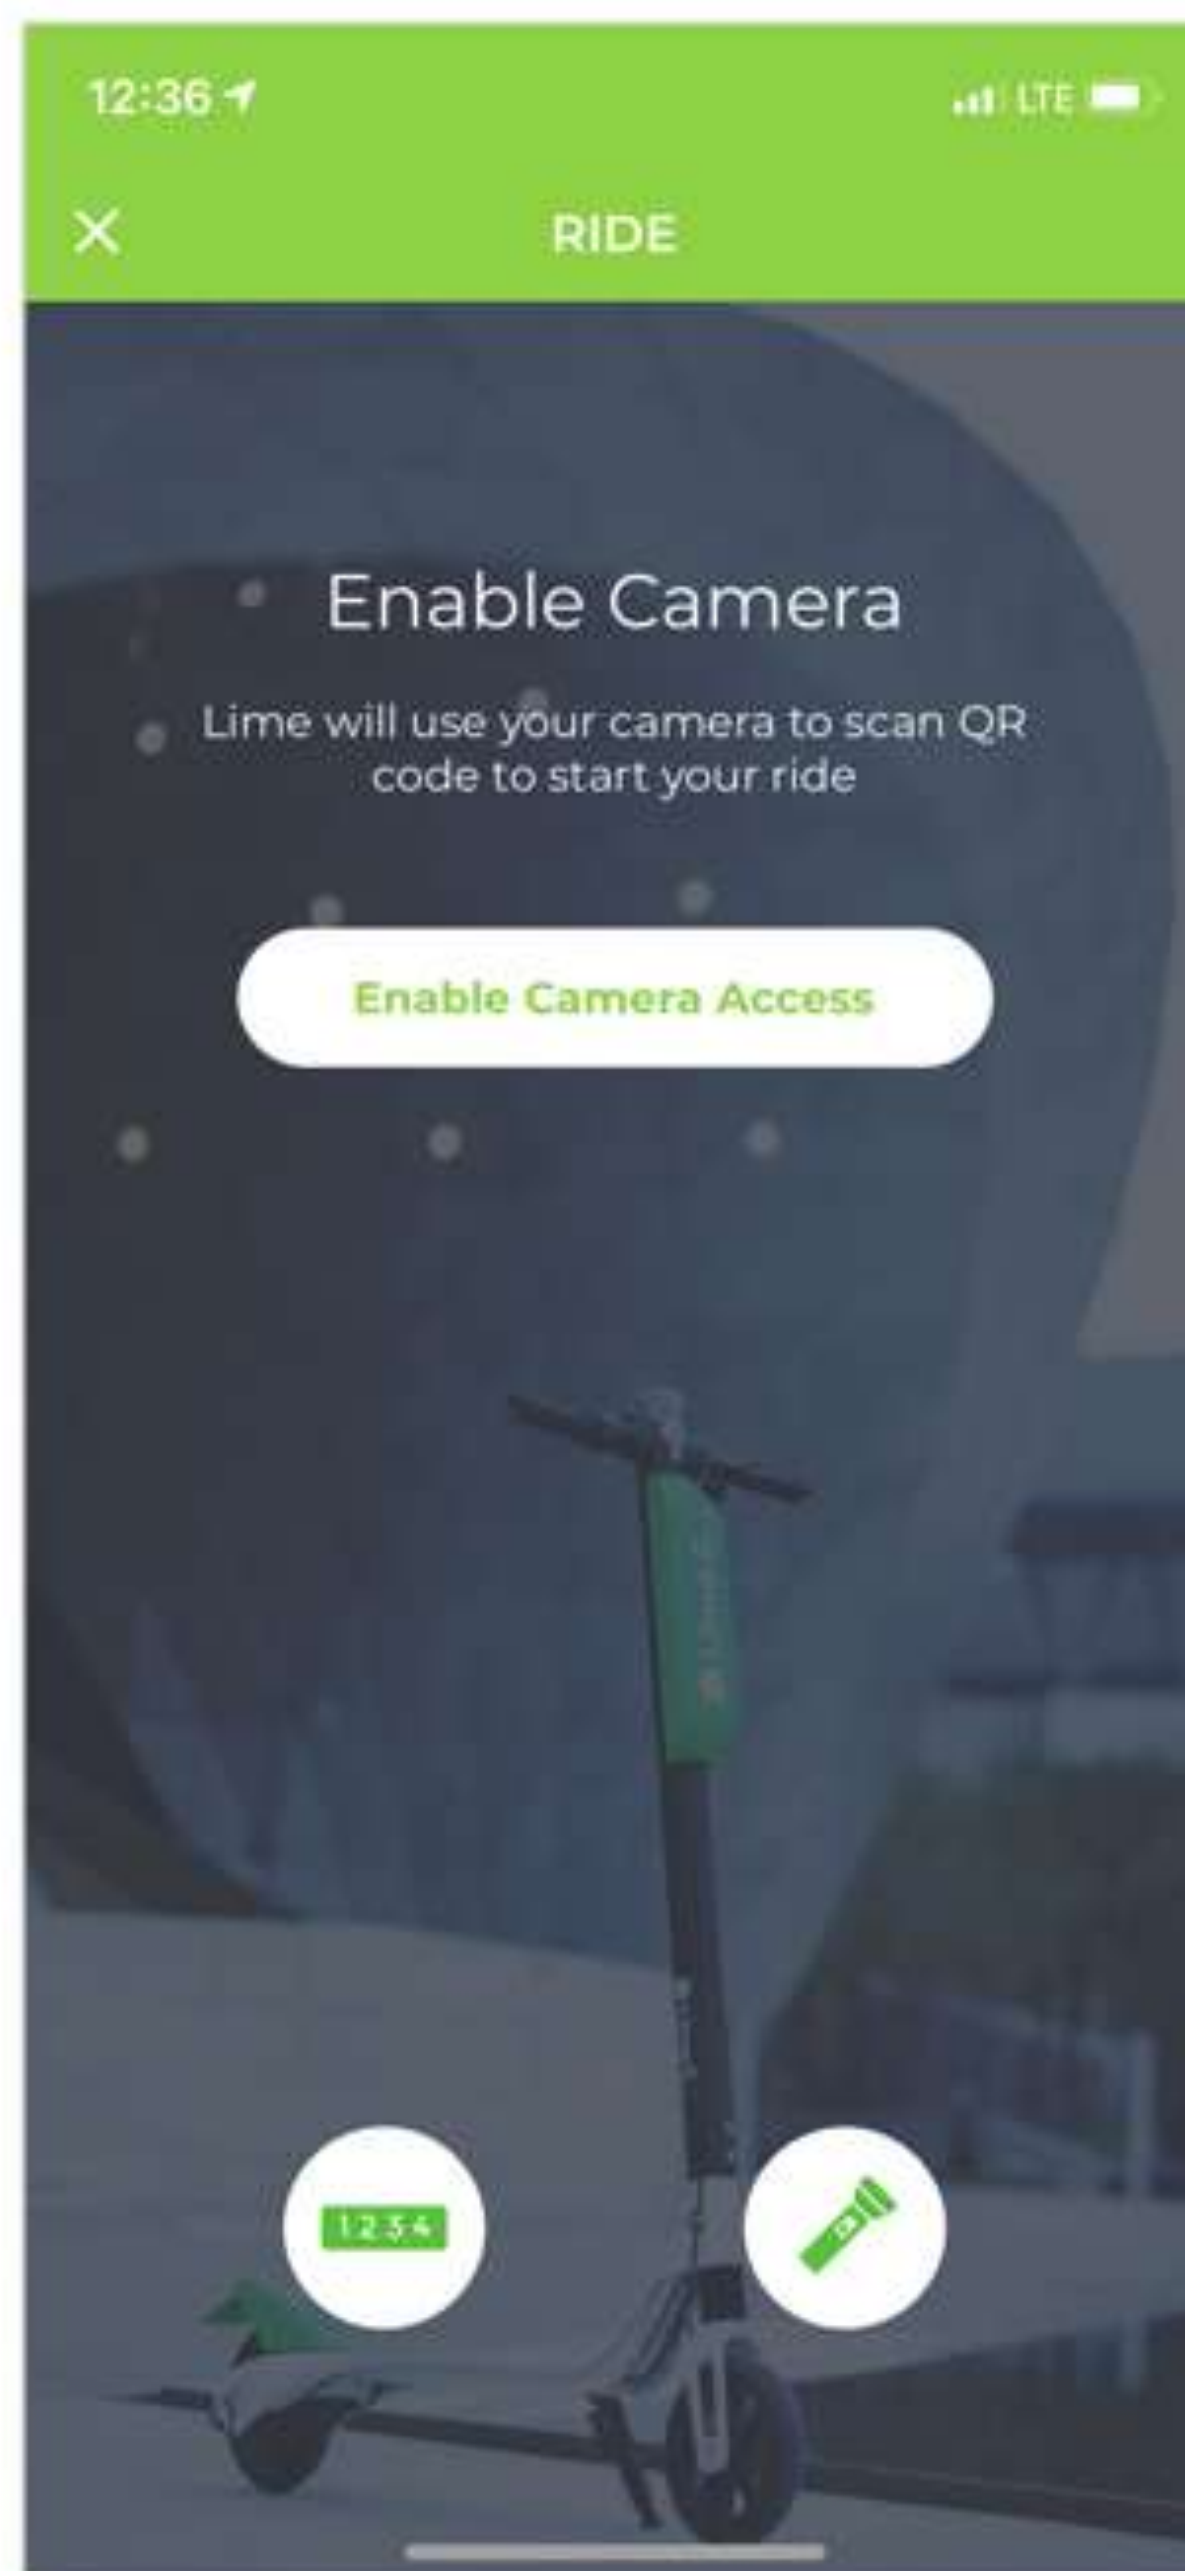 12:36
LTE
RIDE
Enable Camera
Lime will use your camera to scan QR
code to start your ride
Enable Camera Access
1234